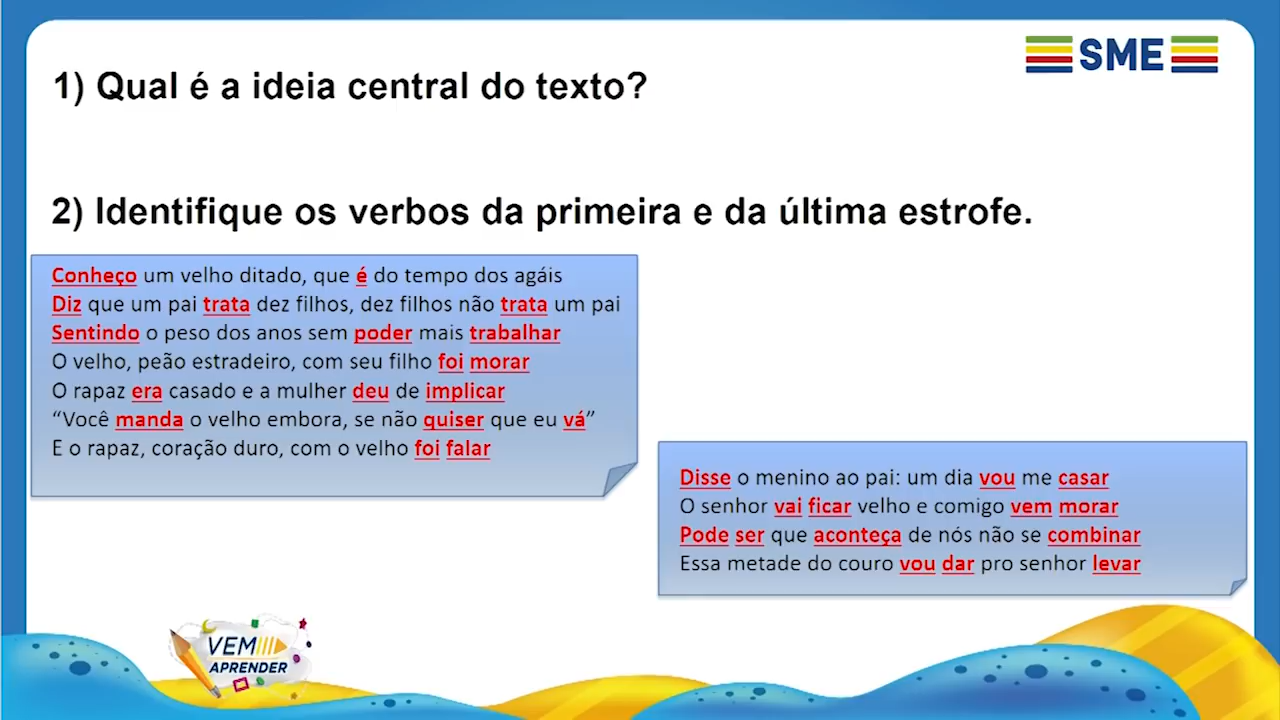 SME
1) Qual é a ideia central do texto?
2) Identifique os verbos da primeira e da última estrofe.
Conheço um velho ditado, que é do tempo dos agáis
Diz que um pai trata dez filhos, dez filhos não trata um pai
Sentindo o peso dos anos sem poder mais trabalhar
O velho, peão estradeiro, com seu filho foi morar
O rapaz era casado e a mulher deu de implicar
“Você manda o velho embora, se não quiser que eu vá”
E o rapaz, coração duro, com o velho foi falar
Disse o menino ao pai: um dia vou me casar
O senhor vai ficar velho e comigo vem morar
Pode ser que aconteça de nós não se combinar
Essa metade do couro vou dar pro senhor levar
VEM
APRENDER